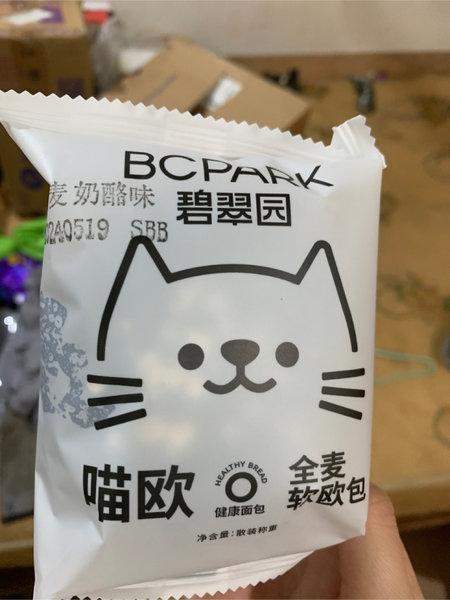 BCPARK
碧翠园
麦奶酪味
0519 SBB
喵欧
HEALTHY BREAD
健康面包
全麦
软欧包
净含量:散装称重